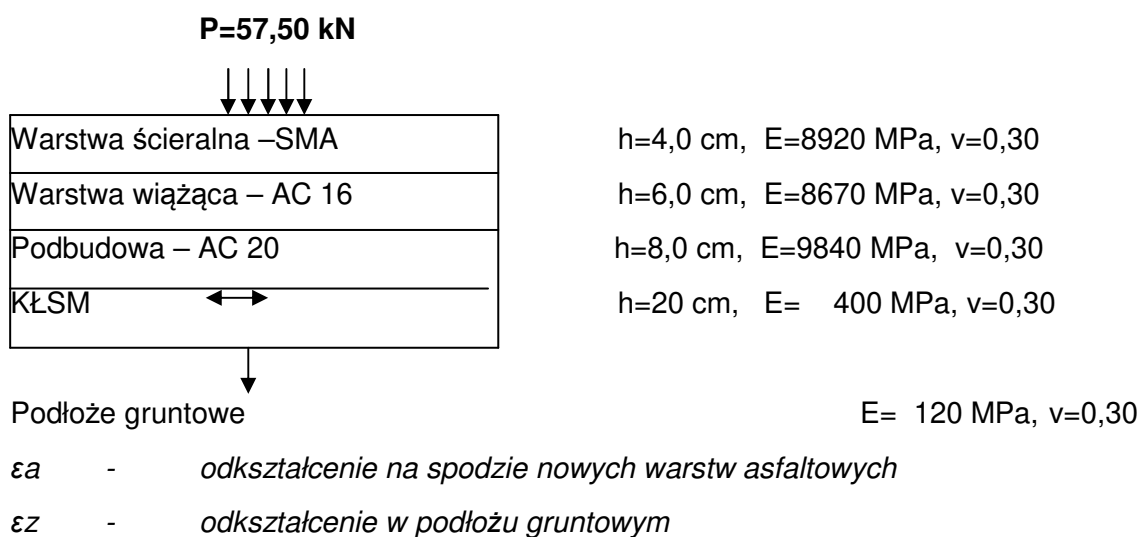 P=57,50 kN
Warstwa ścieralna –SMA h=4,0 cm, E=8920 MPa, v=0,30
Warstwa wiążąca – AC 16 h=6,0 cm, E=8670 MPa, v=0,30
Podbudowa – AC 20 h=8,0 cm, E=9840 MPa, v=0,30
KŁSM h=20 cm, E= 400 MPa, v=0,30
Podłoże gruntowe E= 120 MPa, v=0,30
εa - odkształcenie na spodzie nowych warstw asfaltowych
εz - odkształcenie w podłożu gruntowym